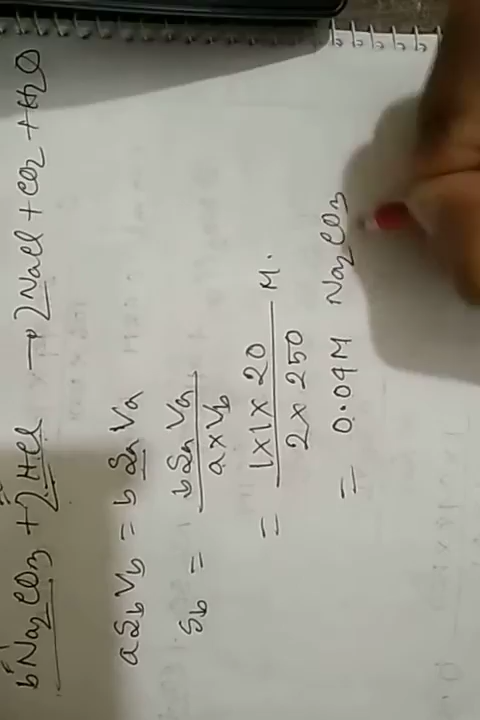 bNa2CO3 + 2HCl → 2NaCl + CO2 + H2O
aSbVb = bSaVa
Sb = bSaVa / a×Vb
= 1×1×20 / 2×250 M.
= 0.04M Na2CO3